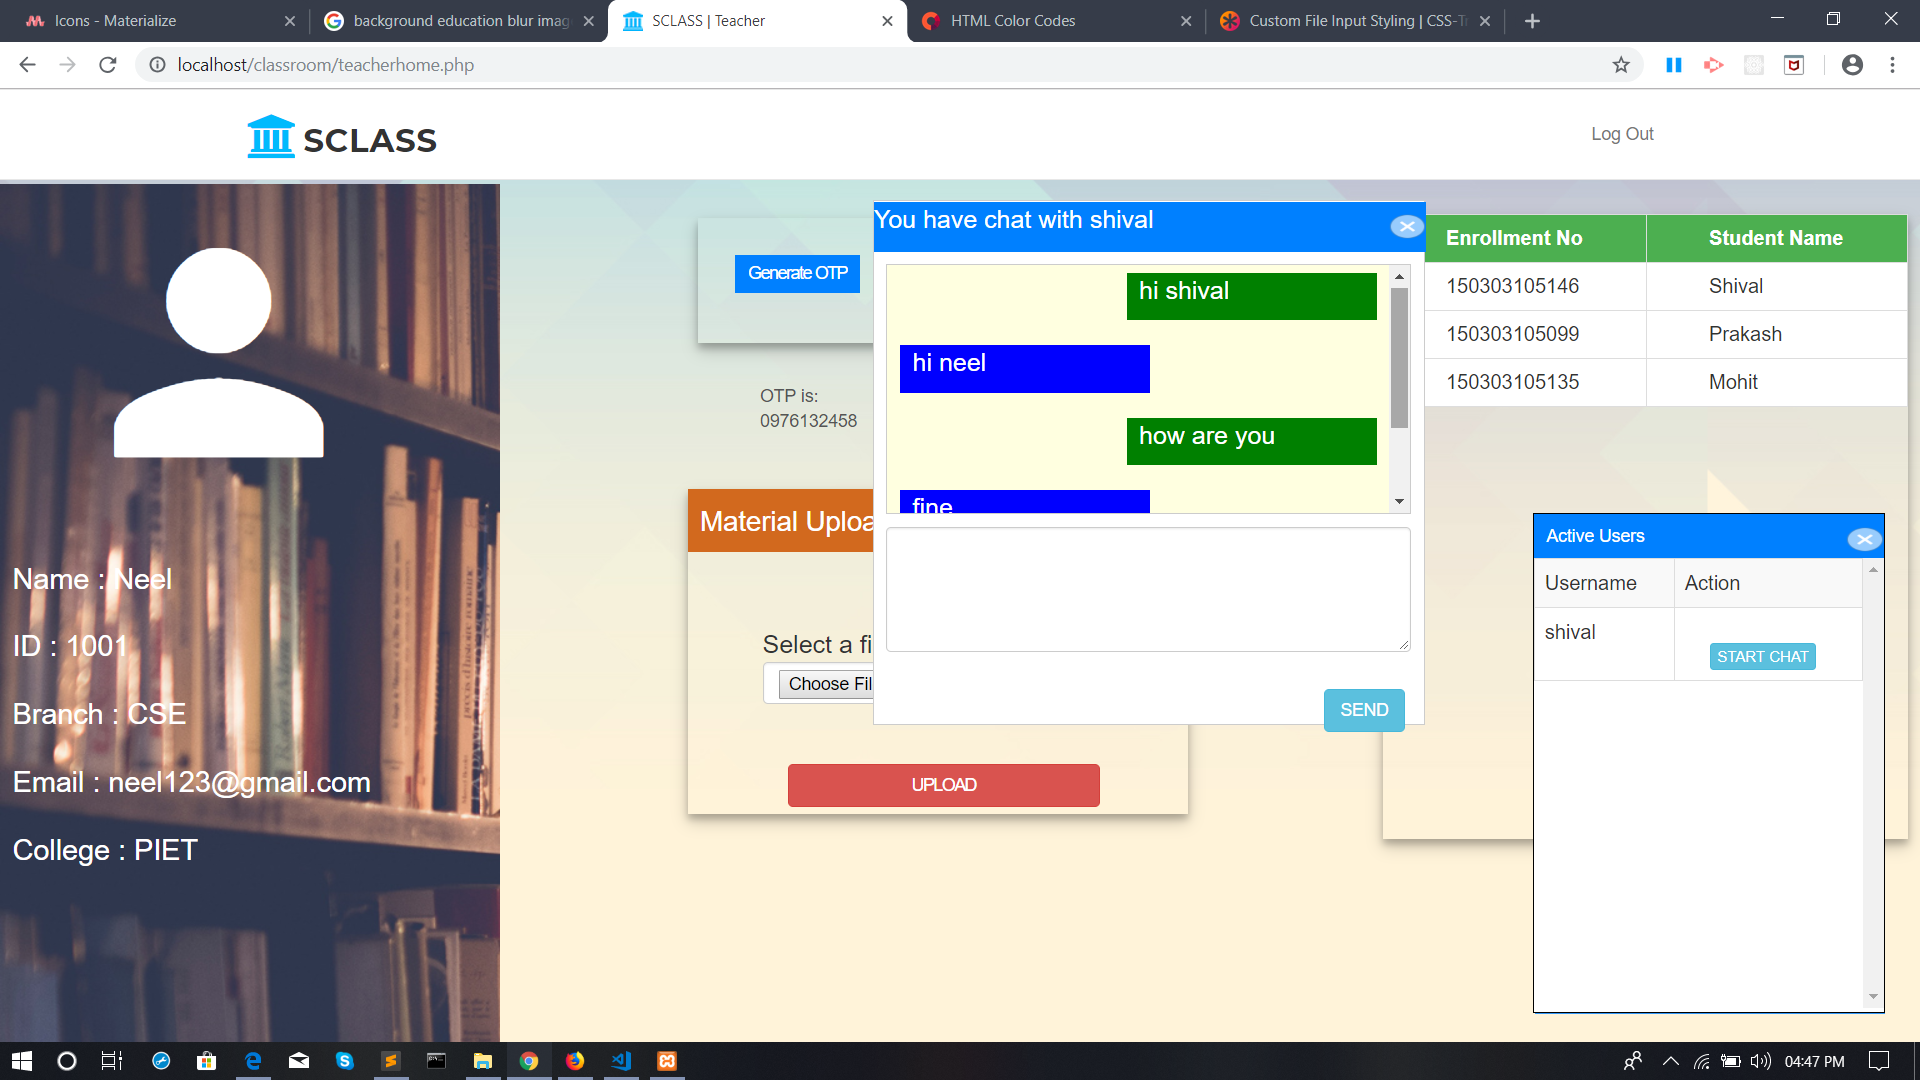 Icons - Materialize
background education blur imag
SCLASS | Teacher
HTML Color Codes
Custom File Input Styling | CSS-Tr
localhost/classroom/teacherhome.php
SCLASS
Log Out
Name : Neel
ID : 1001
Branch : CSE
Email : neel123@gmail.com
College : PIET
Generate OTP
OTP is:
0976132458
Material Uploa
Select a fi
Choose Fil
UPLOAD
You have chat with shival
hi shival
hi neel
how are you
fine
SEND
Enrollment No Student Name
150303105146 Shival
150303105099 Prakash
150303105135 Mohit
Active Users
Username Action
shival START CHAT
04:47 PM